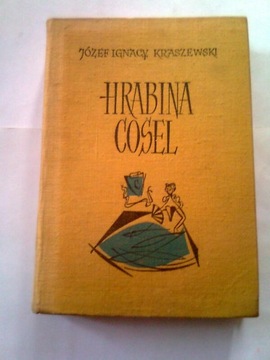 JÓZEF IGNACY KRASZEWSKI
HRABINA
COSEL